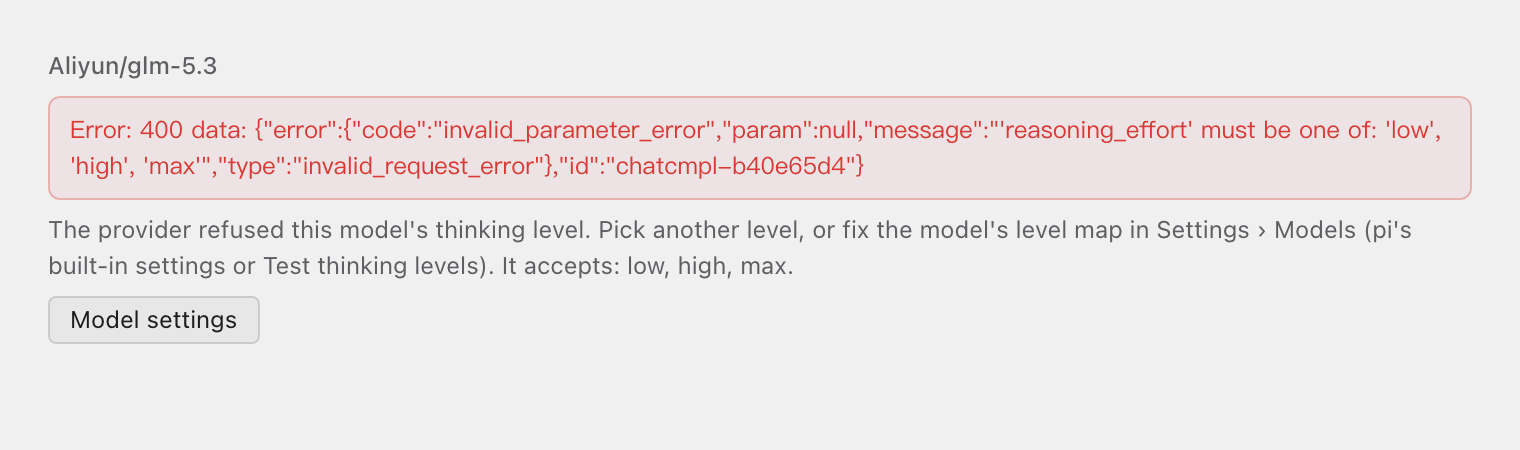 Aliyun/glm-5.3
Error: 400 data: {"error":{"code":"invalid_parameter_error","param":null,"message":"'reasoning_effort' must be one of: 'low',
'high', 'max'","type":"invalid_request_error"},"id":"chatcmpl-b40e65d4"}
The provider refused this model's thinking level. Pick another level, or fix the model's level map in Settings › Models (pi's
built-in settings or Test thinking levels). It accepts: low, high, max.
Model settings